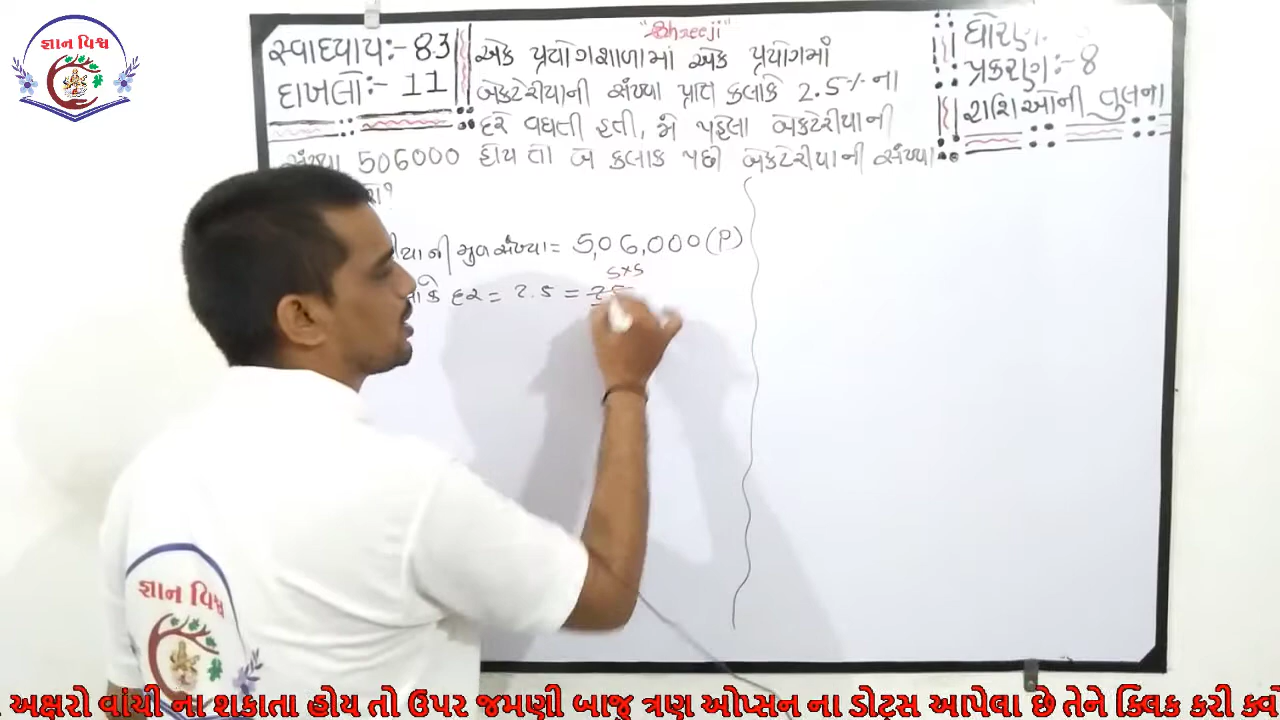 જ્ઞાન વિશ્વ
"Shreeji"
સ્વાધ્યાયઃ- 8.3
દાખલોઃ- 11
એક પ્રયોગશાળામાં એક પ્રયોગમાં
બેક્ટેરીયાની સંખ્યા પ્રતિ કલાકે 2.5% ના
દરે વધતી હતી, જો પહેલા બેક્ટેરીયાની
સંખ્યા 506000 હોય તો બે કલાક પછી બેક્ટેરીયાની સંખ્યા
ધોરણઃ-
પ્રકરણઃ-8
રાશિઓની તુલના
ની મુળ સંખ્યા = 5,06,000 (P)
5×5
દર = 2.5 = 25
જ્ઞાન વિશ્વ
અક્ષરો વાંચી ના શકાતા હોય તો ઉપર જમણી બાજુ ત્રણ ઓપ્સન ના ડોટ્સ આપેલા છે તેને ક્લિક કરી